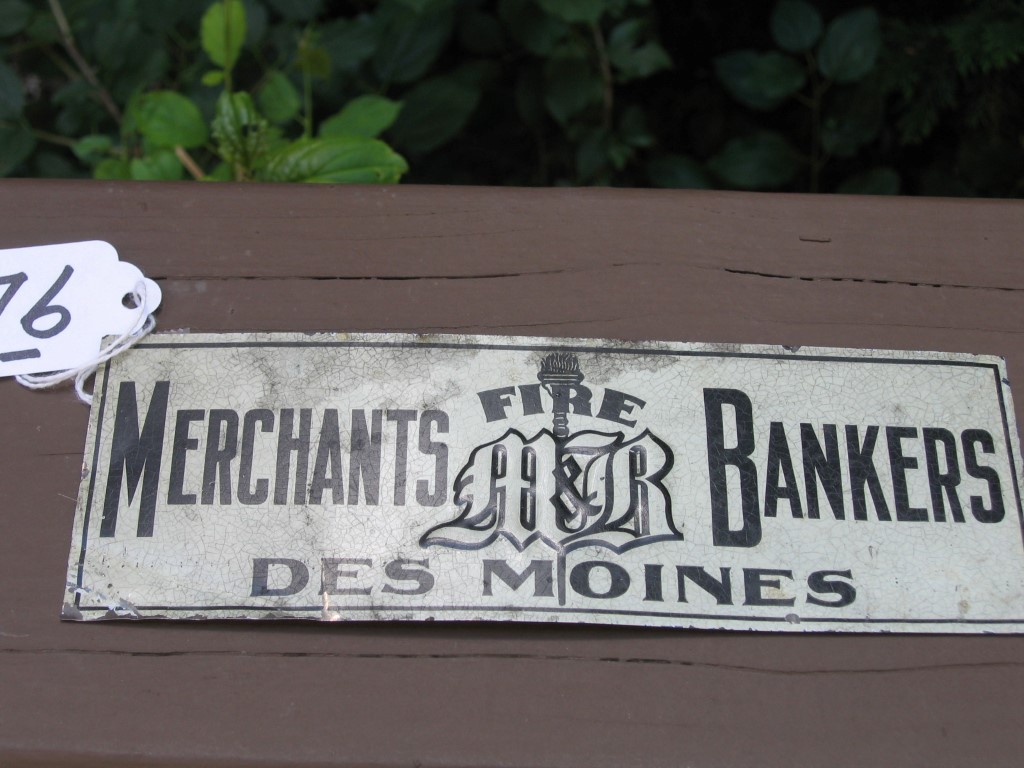 76
FIRE
MERCHANTS M&B BANKERS
DES MOINES